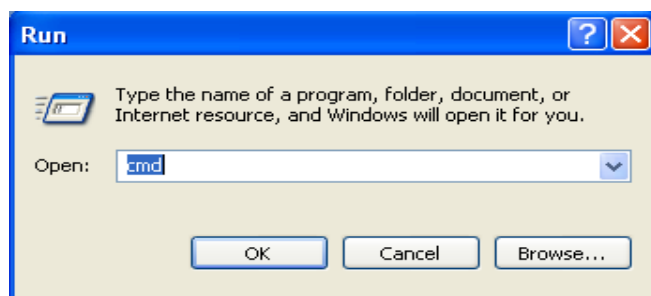 Run
Type the name of a program, folder, document, or
Internet resource, and Windows will open it for you.
Open: cmd
OK Cancel Browse...